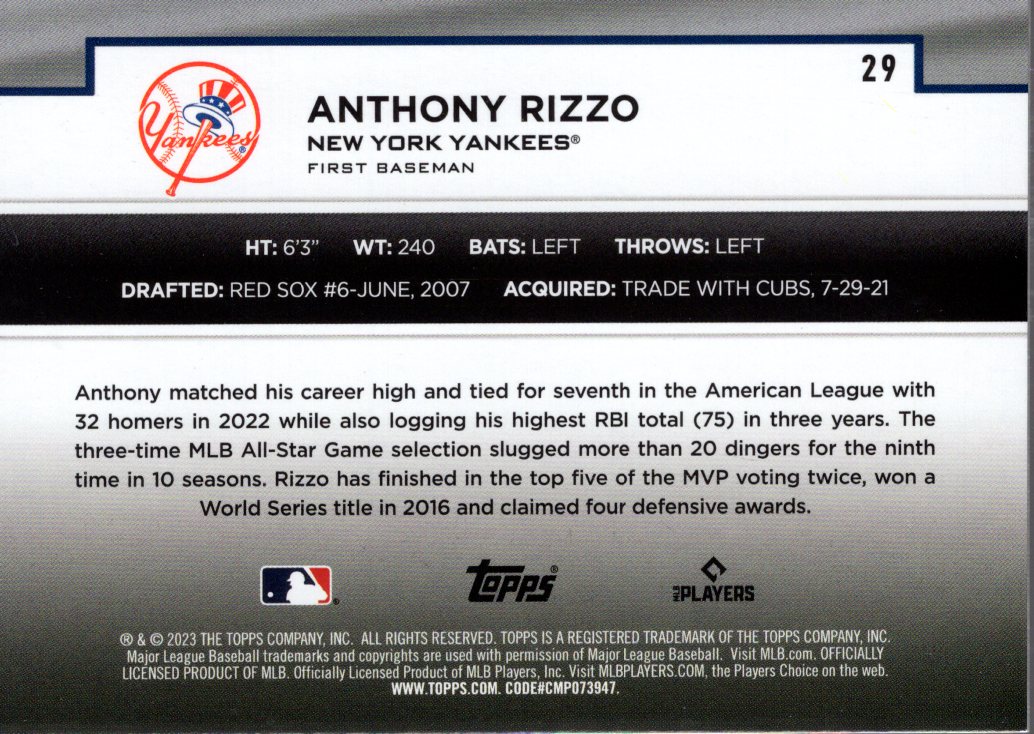 29
Yankees®
ANTHONY RIZZO
NEW YORK YANKEES®
FIRST BASEMAN
HT: 6'3" WT: 240 BATS: LEFT THROWS: LEFT
DRAFTED: RED SOX #6-JUNE, 2007 ACQUIRED: TRADE WITH CUBS, 7-29-21
Anthony matched his career high and tied for seventh in the American League with
32 homers in 2022 while also logging his highest RBI total (75) in three years. The
three-time MLB All-Star Game selection slugged more than 20 dingers for the ninth
time in 10 seasons. Rizzo has finished in the top five of the MVP voting twice, won a
World Series title in 2016 and claimed four defensive awards.
Topps®
MLB PLAYERS
® & © 2023 THE TOPPS COMPANY, INC. ALL RIGHTS RESERVED. TOPPS IS A REGISTERED TRADEMARK OF THE TOPPS COMPANY, INC.
Major League Baseball trademarks and copyrights are used with permission of Major League Baseball. Visit MLB.com. OFFICIALLY
LICENSED PRODUCT OF MLB. Officially Licensed Product of MLB Players, Inc. Visit MLBPLAYERS.COM, the Players Choice on the web.
WWW.TOPPS.COM. CODE#CMP073947.